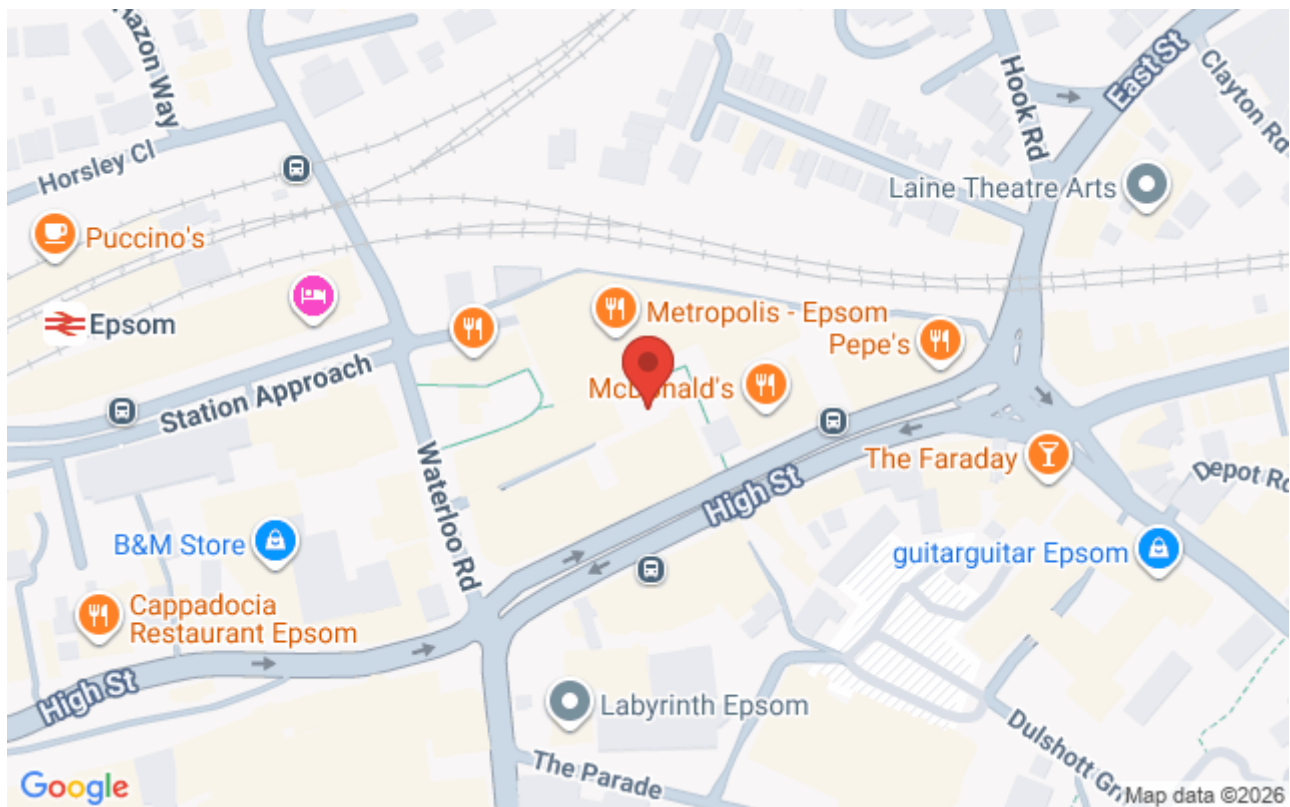 azon Way
Horsley Cl
Puccino's
Epsom
Station Approach
Waterloo Rd
B&M Store
Cappadocia
Restaurant Epsom
High St
Metropolis - Epsom
Pepe's
McDonald's
High St
The Faraday
Hook Rd
East St
Clayton Rd
Laine Theatre Arts
Depot Rd
guitarguitar Epsom
Labyrinth Epsom
The Parade
Dulshott Gr
Google
Map data ©2026